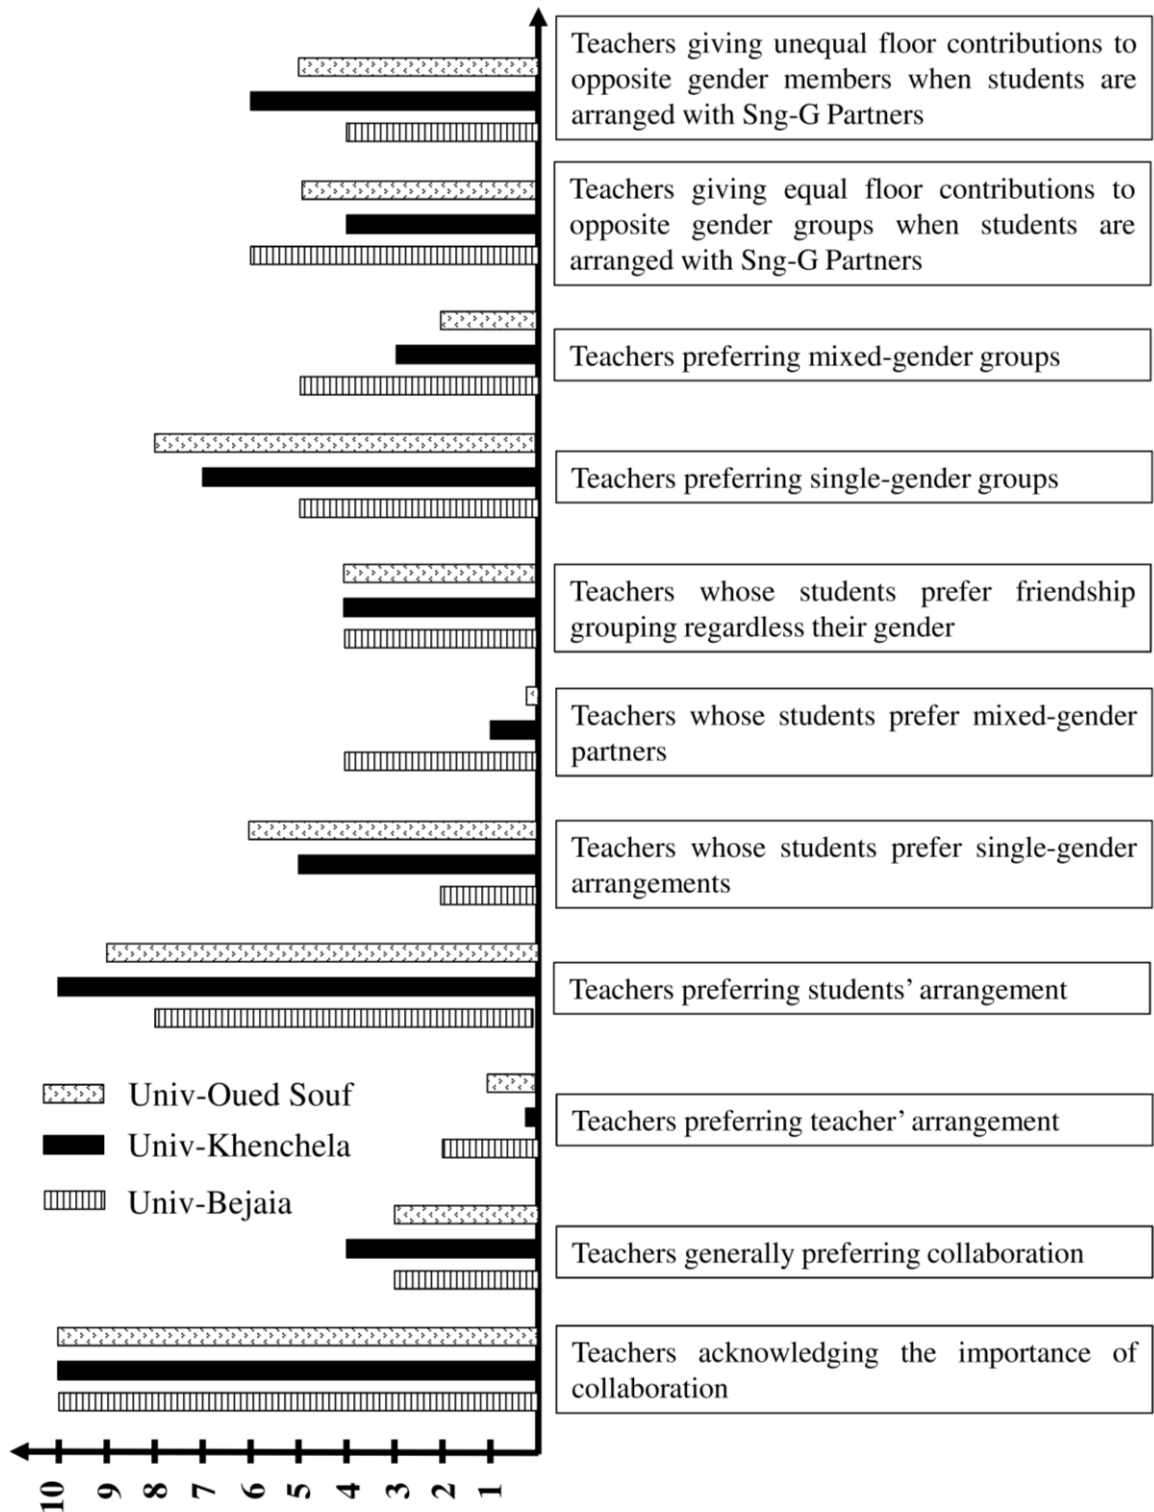 Teachers giving unequal floor contributions to
opposite gender members when students are
arranged with Sng-G Partners
Teachers giving equal floor contributions to
opposite gender groups when students are
arranged with Sng-G Partners
Teachers preferring mixed-gender groups
Teachers preferring single-gender groups
Teachers whose students prefer friendship
grouping regardless their gender
Teachers whose students prefer mixed-gender
partners
Teachers whose students prefer single-gender
arrangements
Teachers preferring students’ arrangement
Teachers preferring teacher’ arrangement
Teachers generally preferring collaboration
Teachers acknowledging the importance of
collaboration
Univ-Oued Souf
Univ-Khenchela
Univ-Bejaia
10 9 8 7 6 5 4 3 2 1